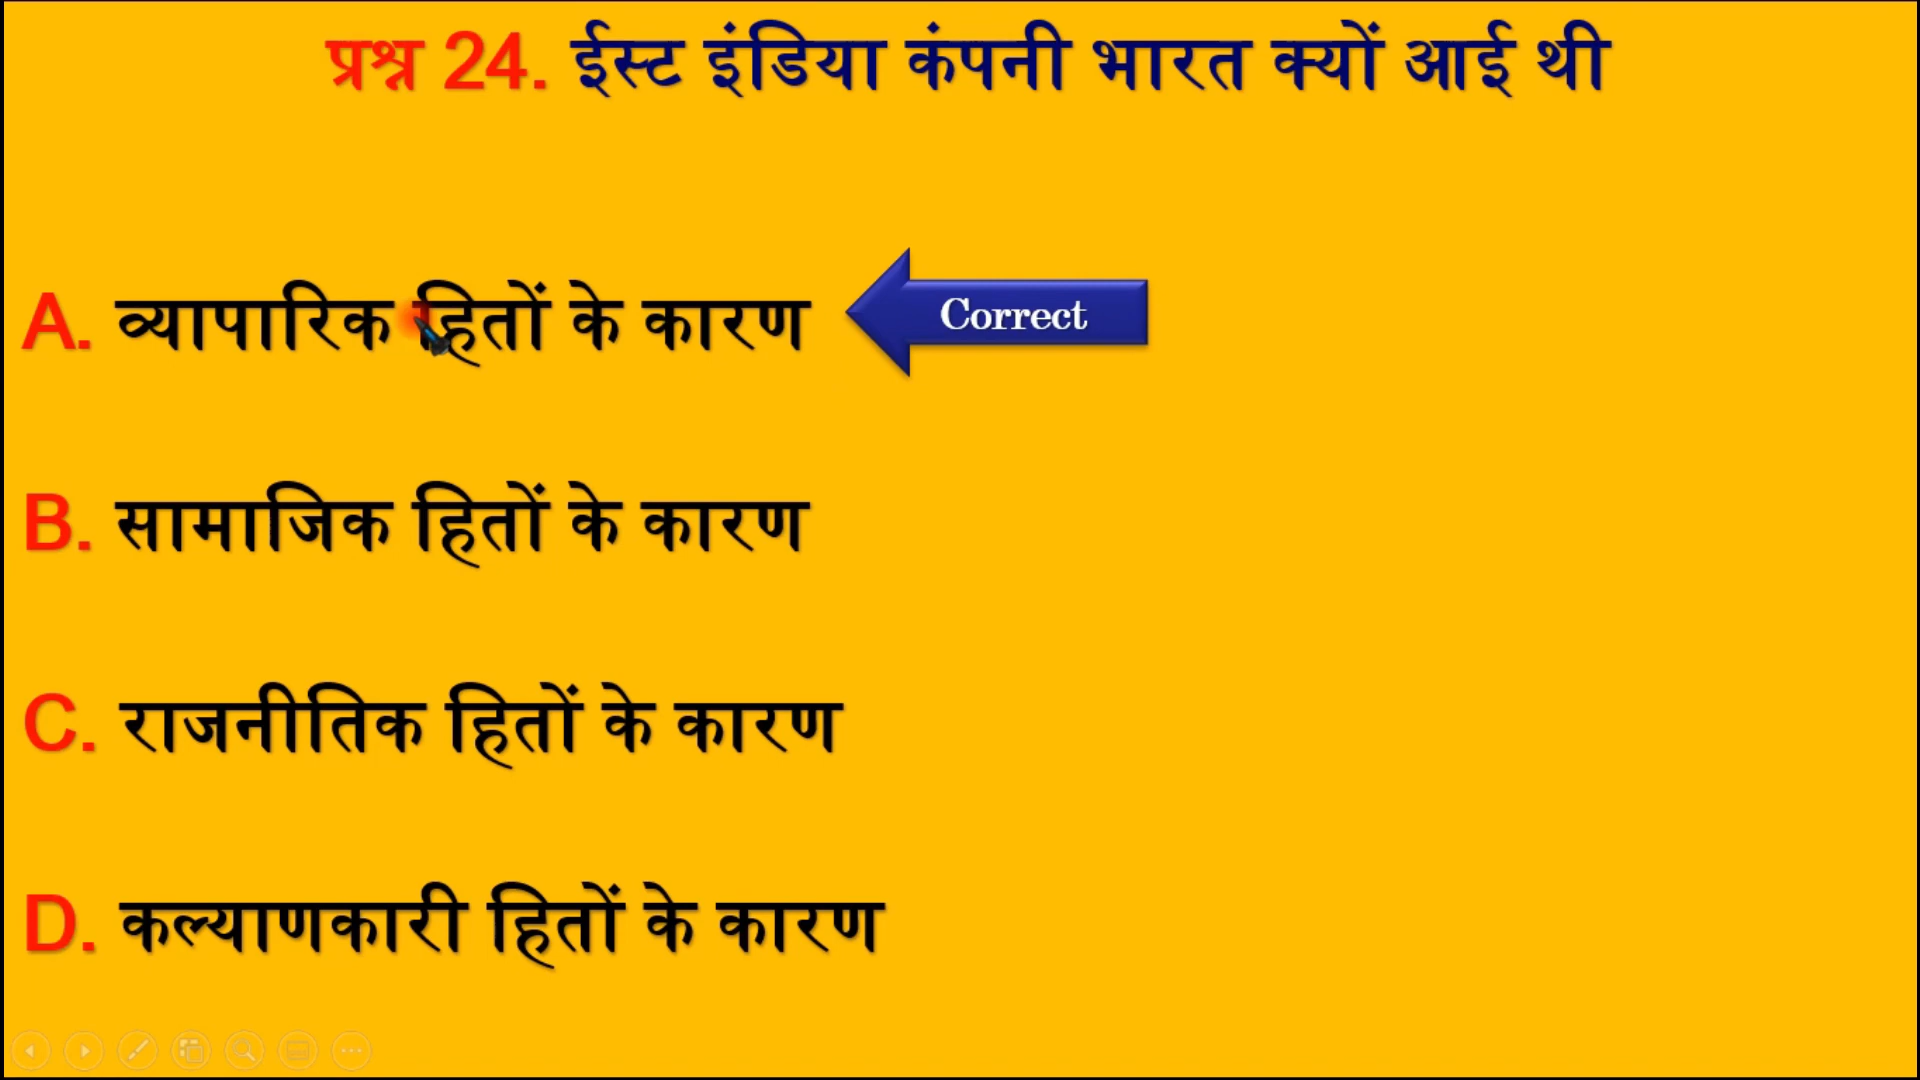 प्रश्न 24. ईस्ट इंडिया कंपनी भारत क्यों आई थी
A. व्यापारिक हितों के कारण
Correct
B. सामाजिक हितों के कारण
C. राजनीतिक हितों के कारण
D. कल्याणकारी हितों के कारण